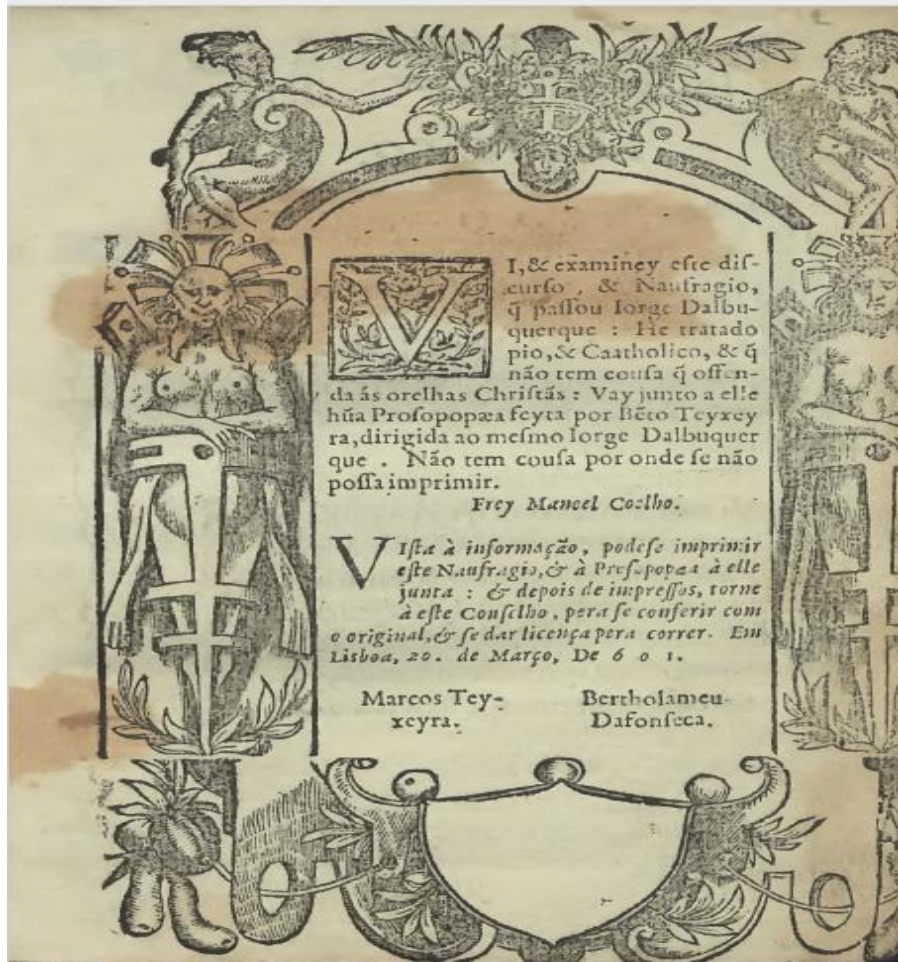 VI, & examiney eſte diſ-
curſo, & Naufragio,
q̃ paſſou Iorge Dalbu-
querque : He tratado
pio, & Caatholico, & q̃
não tem couſa q̃ offen-
da ás orelhas Chriſtãs : Vay junto a elle
hũa Proſopopæa feyta por Bẽto Teyxey
ra, dirigida ao meſmo Iorge Dalbuquer
que . Não tem couſa por onde ſe não
poſſa imprimir.
Frey Manoel Coelho.
VIſta à informação, podeſe imprimir
eſte Naufragio, & à Proſopopæa à elle
junta : & depois de impreſſos, torne
à eſte Conſelho, pera ſe conferir com
o original, & ſe dar licença pera correr. Em
Lisboa, 20. de Março, De 6 0 1.
Marcos Tey-
xeyra.
Bertholameu
Dafonſeca.